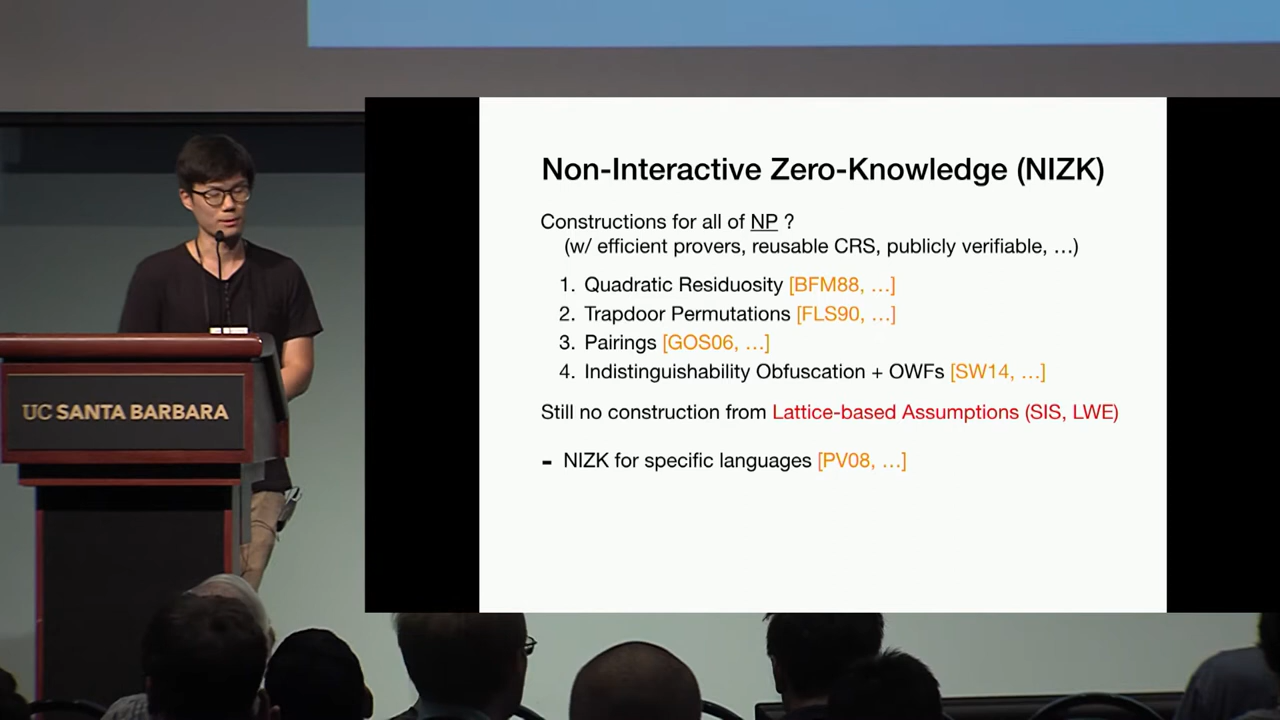 Non-Interactive Zero-Knowledge (NIZK)
Constructions for all of NP ?
(w/ efficient provers, reusable CRS, publicly verifiable, …)
1. Quadratic Residuosity [BFM88, …]
2. Trapdoor Permutations [FLS90, …]
3. Pairings [GOS06, …]
4. Indistinguishability Obfuscation + OWFs [SW14, …]
Still no construction from Lattice-based Assumptions (SIS, LWE)
- NIZK for specific languages [PV08, …]
UC SANTA BARBARA